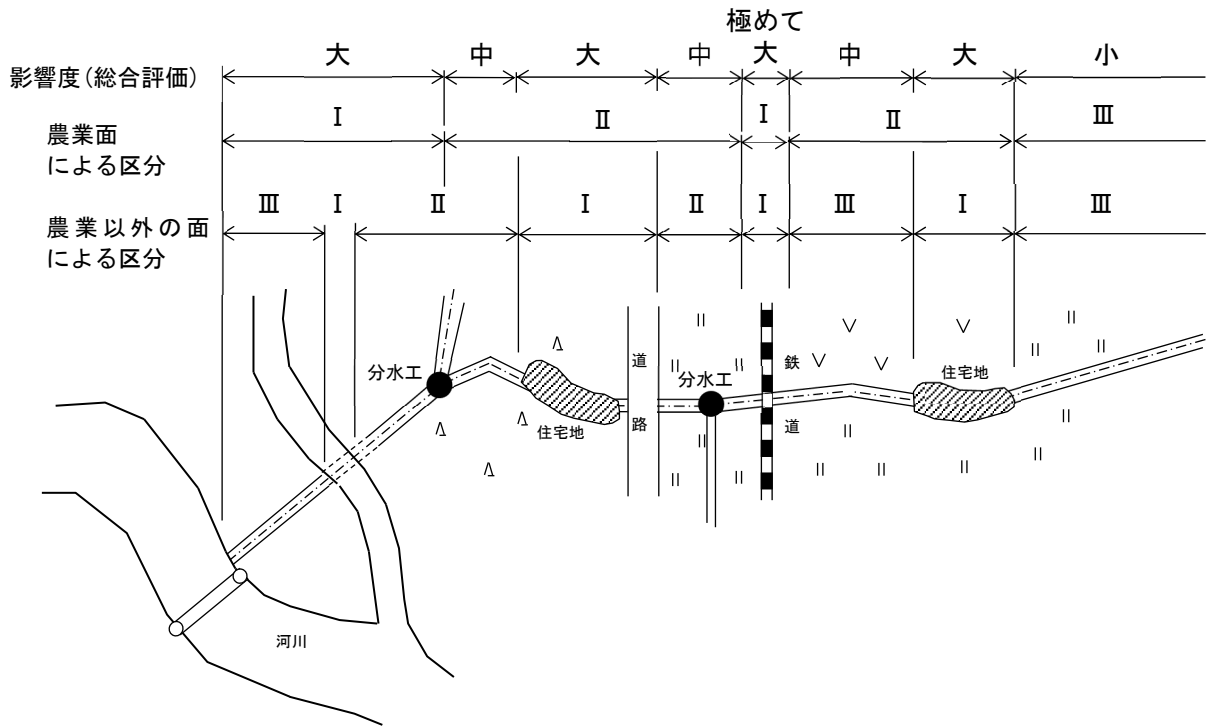 極めて
大 中 大 中 大 中 大 小
影響度(総合評価)
Ⅰ Ⅱ Ⅰ Ⅱ Ⅲ
農業面
による区分
Ⅲ Ⅰ Ⅱ Ⅰ Ⅱ Ⅰ Ⅲ Ⅰ Ⅲ
農業以外の面
による区分
分水工
道
路
分水工
鉄
道
住宅地
住宅地
河川